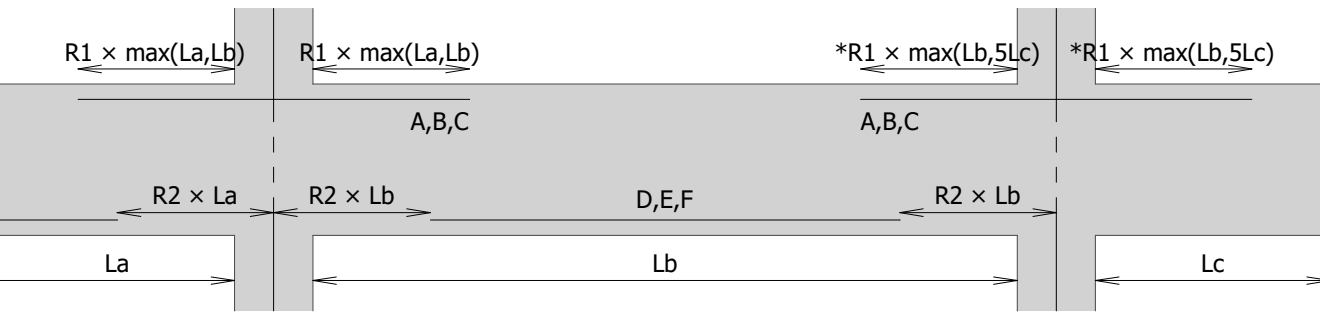 R1 × max(La,Lb) R1 × max(La,Lb) *R1 × max(Lb,5Lc) *R1 × max(Lb,5Lc)
A,B,C A,B,C
R2 × La R2 × Lb D,E,F R2 × Lb
La Lb Lc